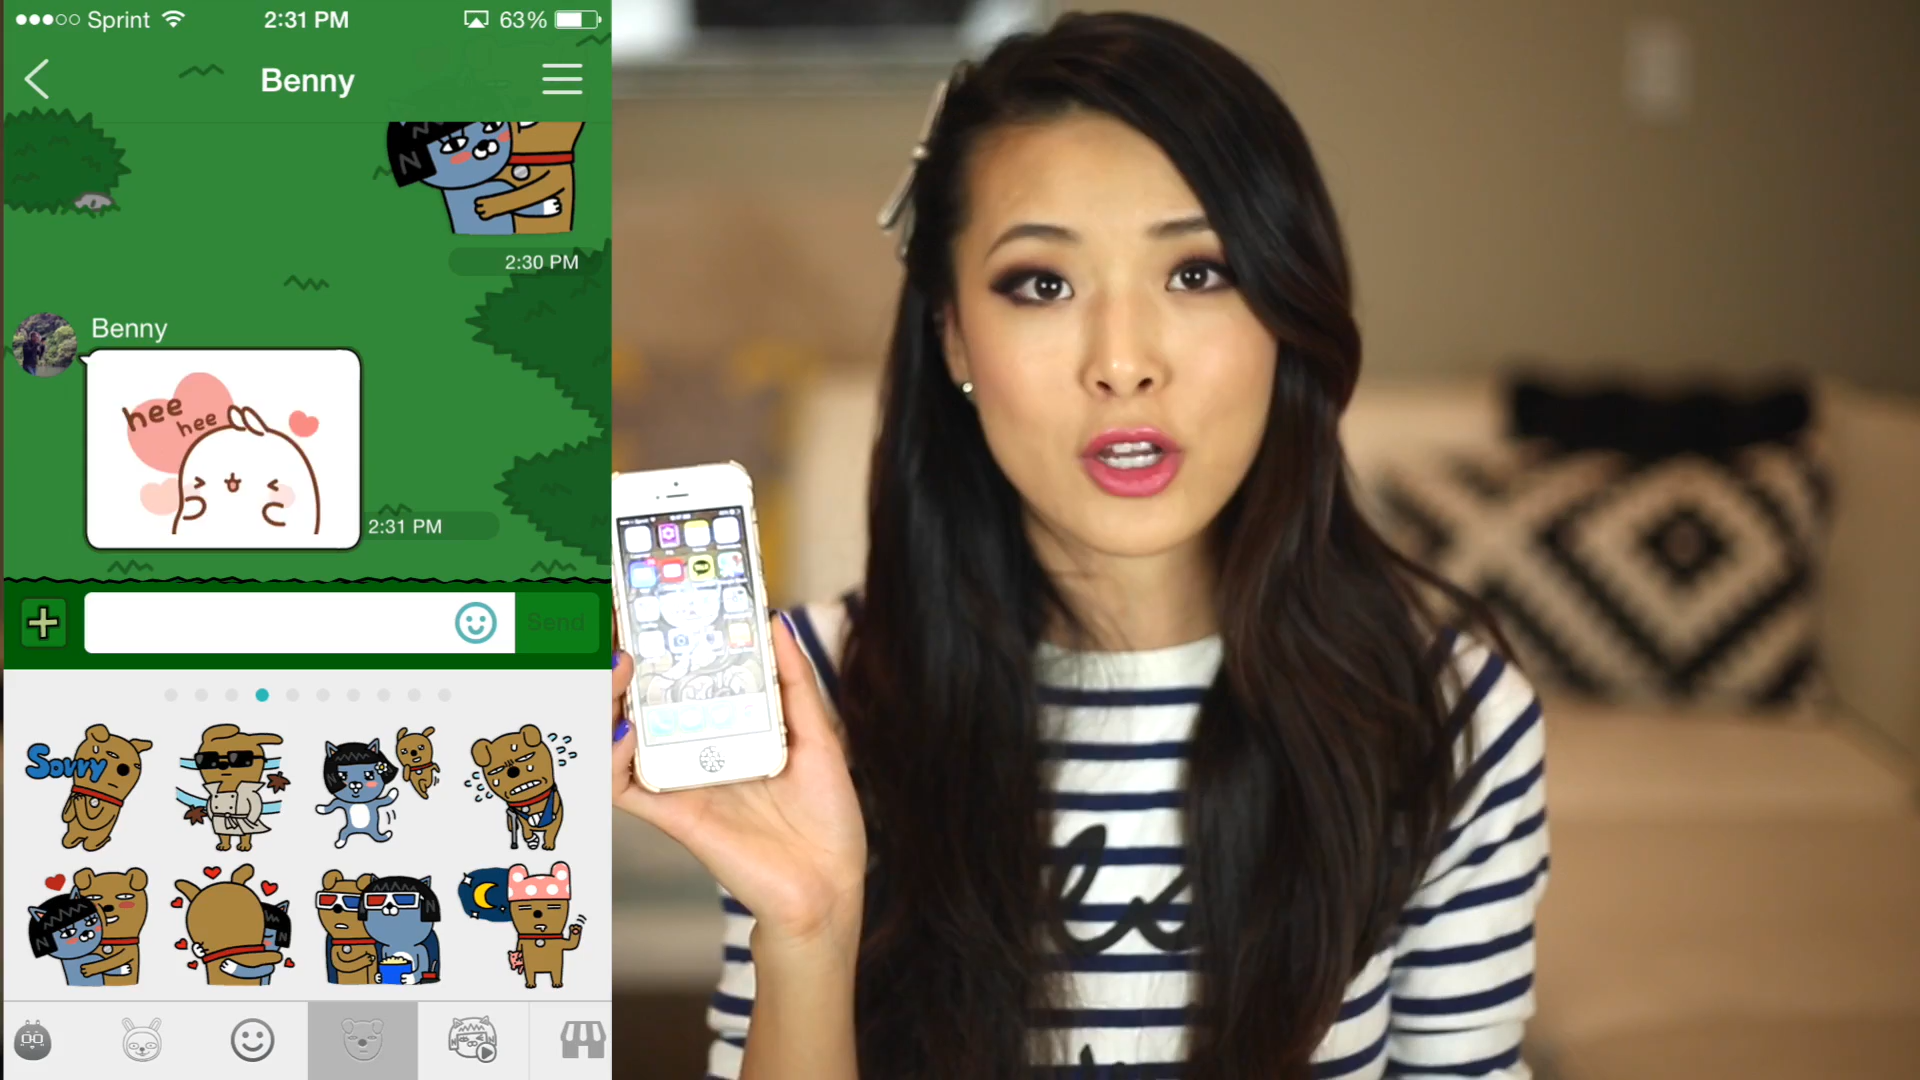 Sprint 2:31 PM 63%
Benny
N
2:30 PM
Benny
hee
hee
2:31 PM
Send
Sorry
N